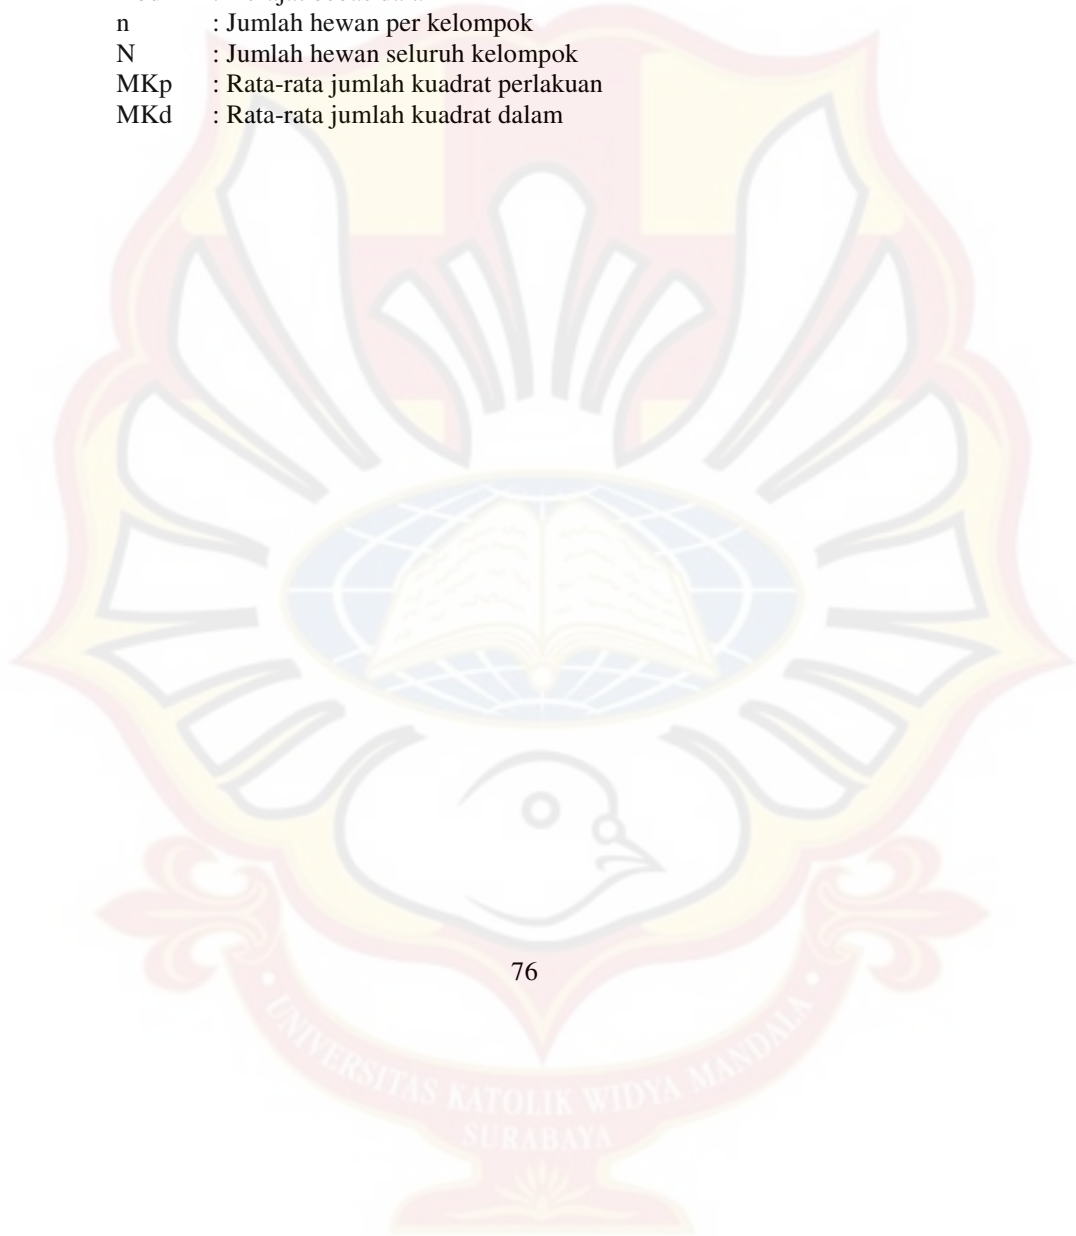 n : Jumlah hewan per kelompok
N : Jumlah hewan seluruh kelompok
MKp : Rata-rata jumlah kuadrat perlakuan
MKd : Rata-rata jumlah kuadrat dalam
76
UNIVERSITAS KATOLIK WIDYA MANDALA
SURABAYA